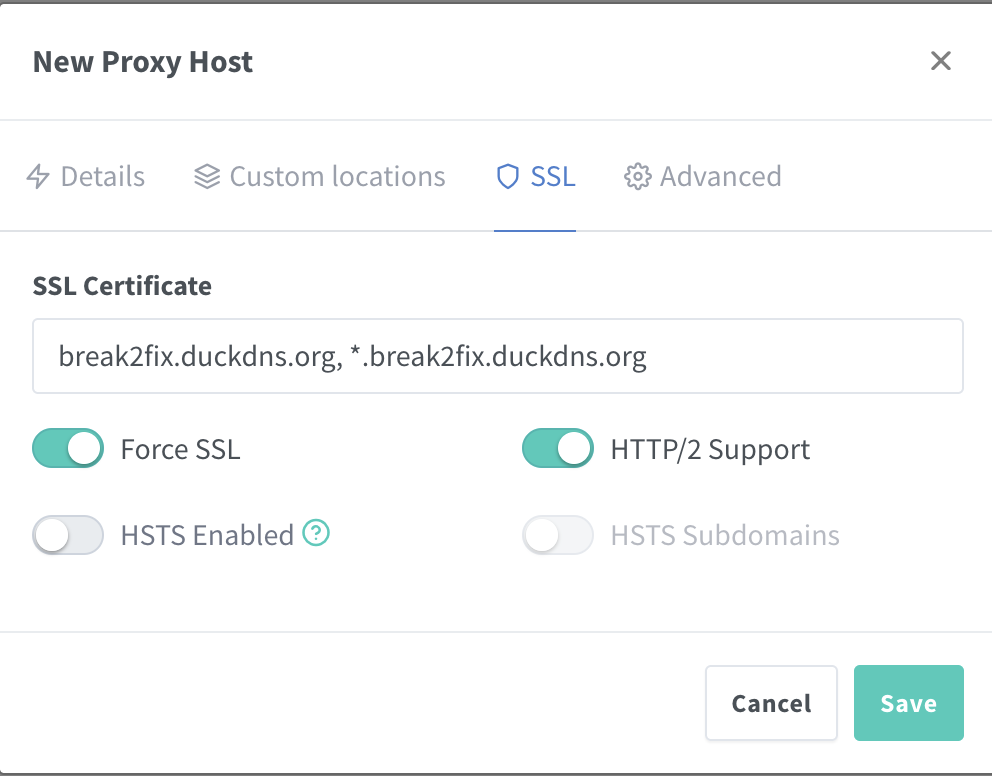 New Proxy Host
Details Custom locations SSL Advanced
SSL Certificate
break2fix.duckdns.org, *.break2fix.duckdns.org
Force SSL HTTP/2 Support
HSTS Enabled ? HSTS Subdomains
Cancel Save